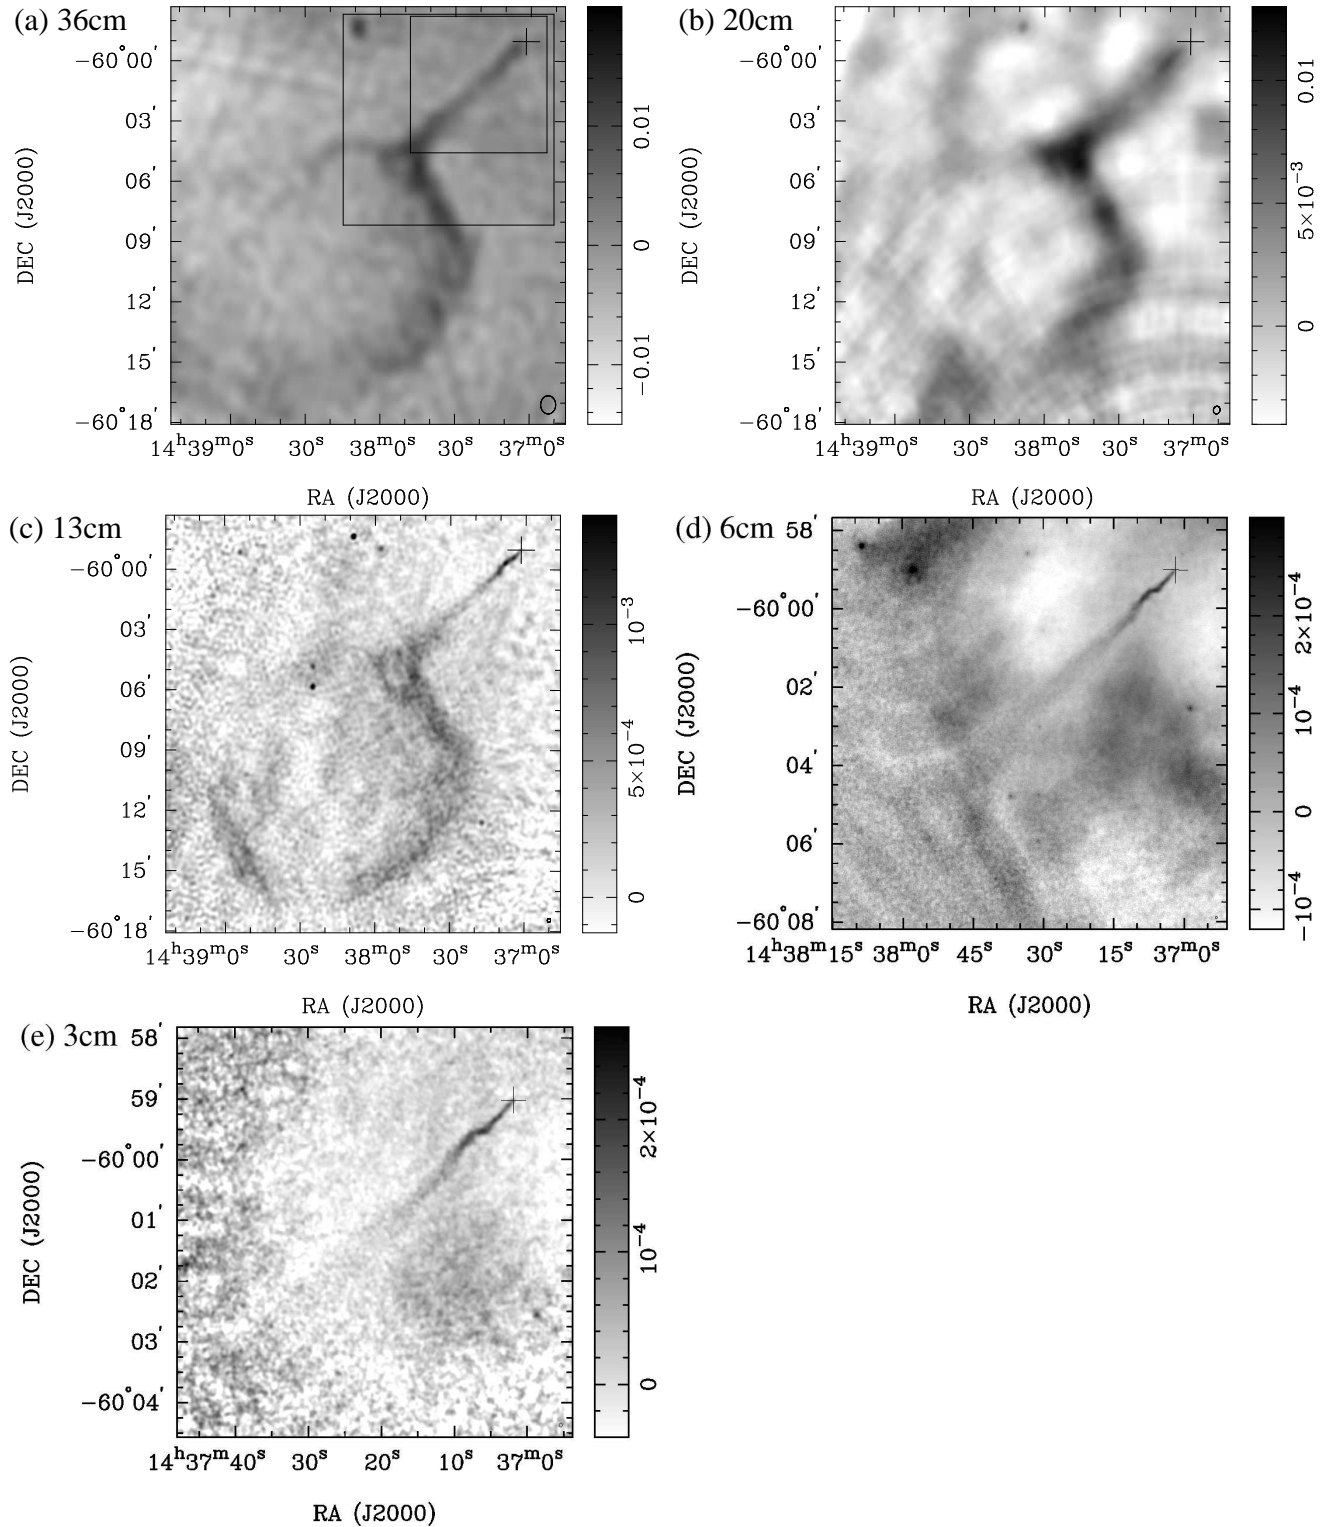 (a) 36cm
−60°00′
03′
06′
09′
12′
15′
−60°18′
DEC (J2000)
14ʰ39ᵐ0ˢ 30ˢ 38ᵐ0ˢ 30ˢ 37ᵐ0ˢ
RA (J2000)
0.01
0
−0.01
(b) 20cm
−60°00′
03′
06′
09′
12′
15′
−60°18′
DEC (J2000)
14ʰ39ᵐ0ˢ 30ˢ 38ᵐ0ˢ 30ˢ 37ᵐ0ˢ
RA (J2000)
0.01
5×10⁻³
0
(c) 13cm
−60°00′
03′
06′
09′
12′
15′
−60°18′
DEC (J2000)
14ʰ39ᵐ0ˢ 30ˢ 38ᵐ0ˢ 30ˢ 37ᵐ0ˢ
RA (J2000)
10⁻³
5×10⁻⁴
0
(d) 6cm
58′
−60°00′
02′
04′
06′
−60°08′
DEC (J2000)
14ʰ38ᵐ15ˢ 38ᵐ0ˢ 45ˢ 30ˢ 15ˢ 37ᵐ0ˢ
RA (J2000)
2×10⁻⁴
10⁻⁴
0
−10⁻⁴
(e) 3cm
58′
59′
−60°00′
01′
02′
03′
−60°04′
DEC (J2000)
14ʰ37ᵐ40ˢ 30ˢ 20ˢ 10ˢ 37ᵐ0ˢ
RA (J2000)
2×10⁻⁴
10⁻⁴
0